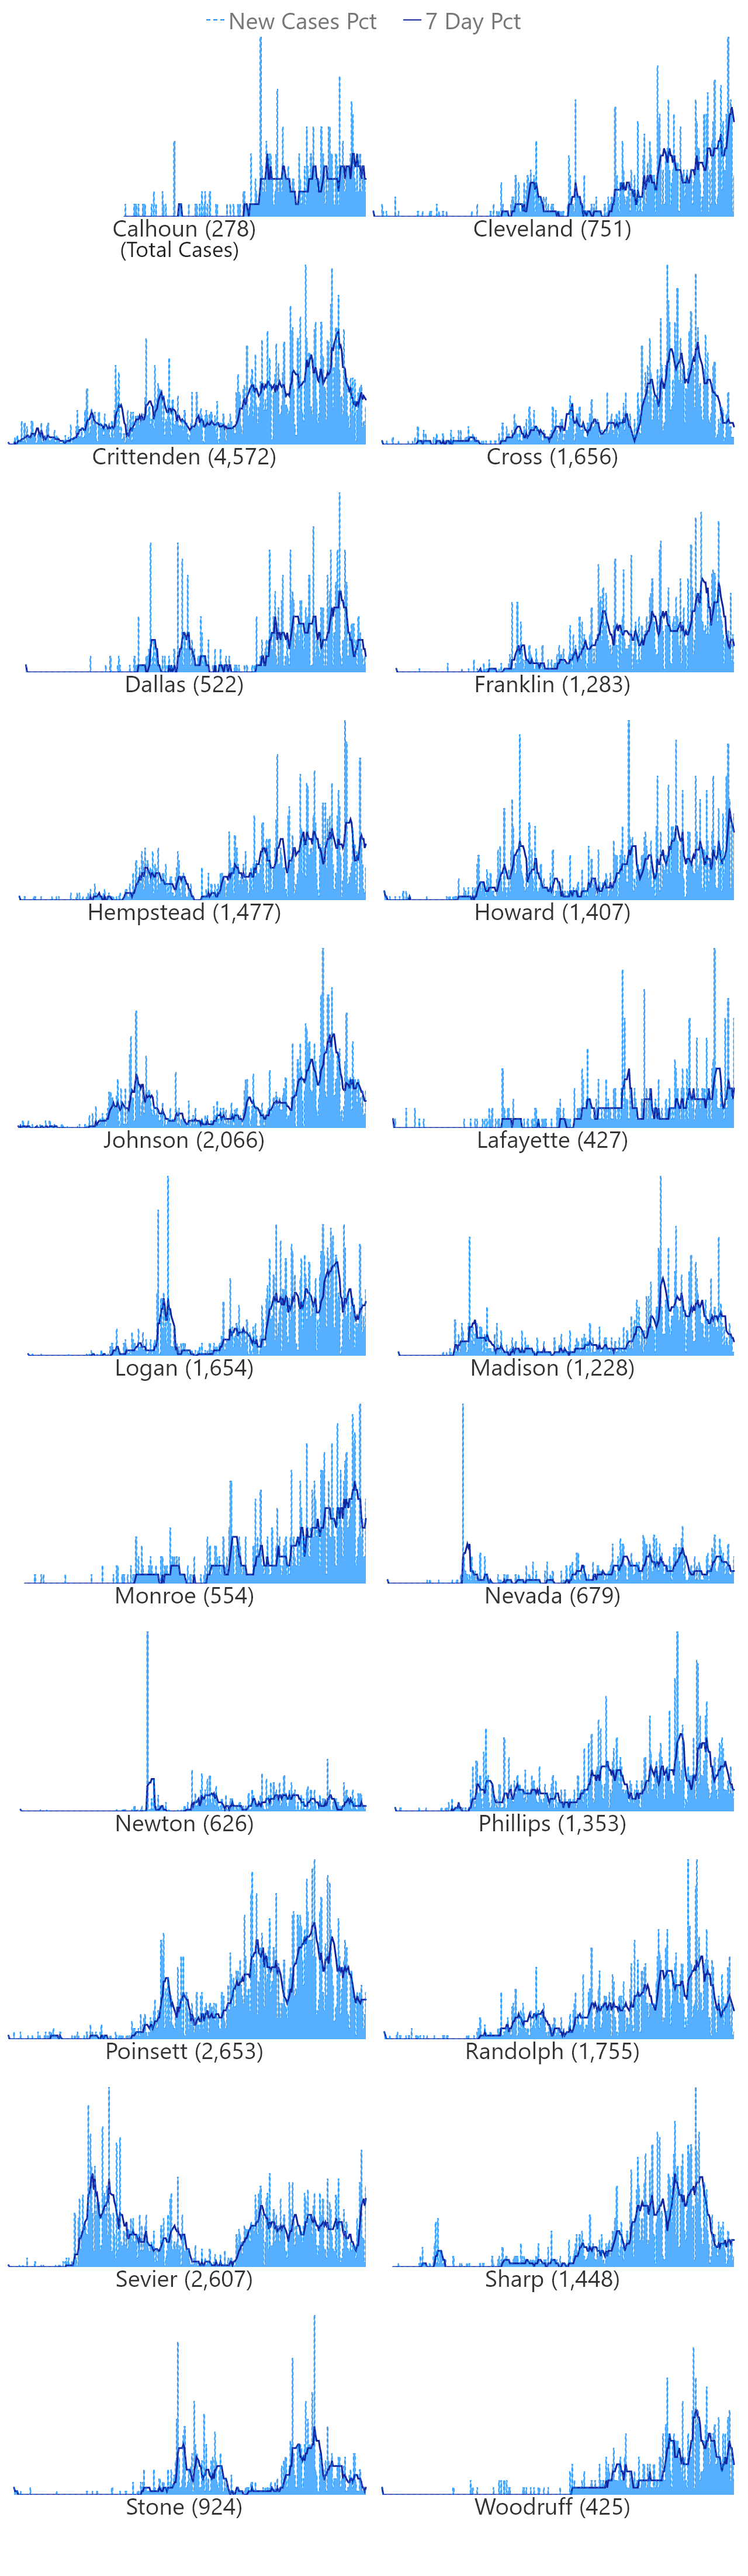 New Cases Pct 7 Day Pct
Calhoun (278) Cleveland (751)
(Total Cases)
Crittenden (4,572) Cross (1,656)
Dallas (522) Franklin (1,283)
Hempstead (1,477) Howard (1,407)
Johnson (2,066) Lafayette (427)
Logan (1,654) Madison (1,228)
Monroe (554) Nevada (679)
Newton (626) Phillips (1,353)
Poinsett (2,653) Randolph (1,755)
Sevier (2,607) Sharp (1,448)
Stone (924) Woodruff (425)